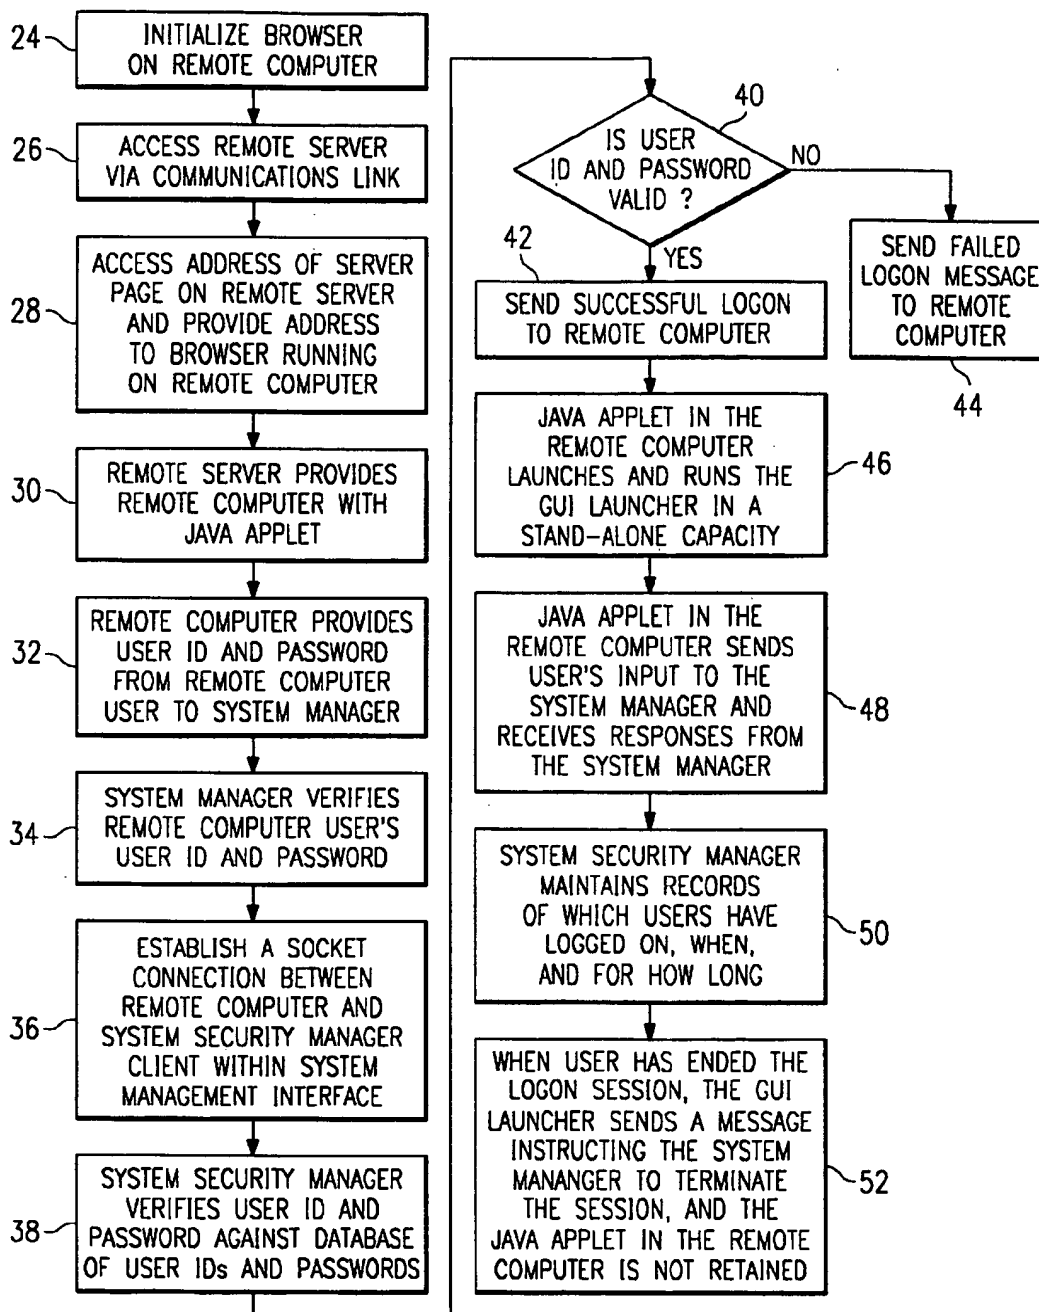 24
INITIALIZE BROWSER
ON REMOTE COMPUTER
26
ACCESS REMOTE SERVER
VIA COMMUNICATIONS LINK
28
ACCESS ADDRESS OF SERVER
PAGE ON REMOTE SERVER
AND PROVIDE ADDRESS
TO BROWSER RUNNING
ON REMOTE COMPUTER
30
REMOTE SERVER PROVIDES
REMOTE COMPUTER WITH
JAVA APPLET
32
REMOTE COMPUTER PROVIDES
USER ID AND PASSWORD
FROM REMOTE COMPUTER
USER TO SYSTEM MANAGER
34
SYSTEM MANAGER VERIFIES
REMOTE COMPUTER USER'S
USER ID AND PASSWORD
36
ESTABLISH A SOCKET
CONNECTION BETWEEN
REMOTE COMPUTER AND
SYSTEM SECURITY MANAGER
CLIENT WITHIN SYSTEM
MANAGEMENT INTERFACE
38
SYSTEM SECURITY MANAGER
VERIFIES USER ID AND
PASSWORD AGAINST DATABASE
OF USER IDs AND PASSWORDS
40
IS USER
ID AND PASSWORD
VALID ?
NO
YES
42
SEND SUCCESSFUL LOGON
TO REMOTE COMPUTER
SEND FAILED
LOGON MESSAGE
TO REMOTE
COMPUTER
44
JAVA APPLET IN THE
REMOTE COMPUTER
LAUNCHES AND RUNS THE
GUI LAUNCHER IN A
STAND-ALONE CAPACITY
46
JAVA APPLET IN THE
REMOTE COMPUTER SENDS
USER'S INPUT TO THE
SYSTEM MANAGER AND
RECEIVES RESPONSES FROM
THE SYSTEM MANAGER
48
SYSTEM SECURITY MANAGER
MAINTAINS RECORDS
OF WHICH USERS HAVE
LOGGED ON, WHEN,
AND FOR HOW LONG
50
WHEN USER HAS ENDED THE
LOGON SESSION, THE GUI
LAUNCHER SENDS A MESSAGE
INSTRUCTING THE SYSTEM
MANANGER TO TERMINATE
THE SESSION, AND THE
JAVA APPLET IN THE REMOTE
COMPUTER IS NOT RETAINED
52